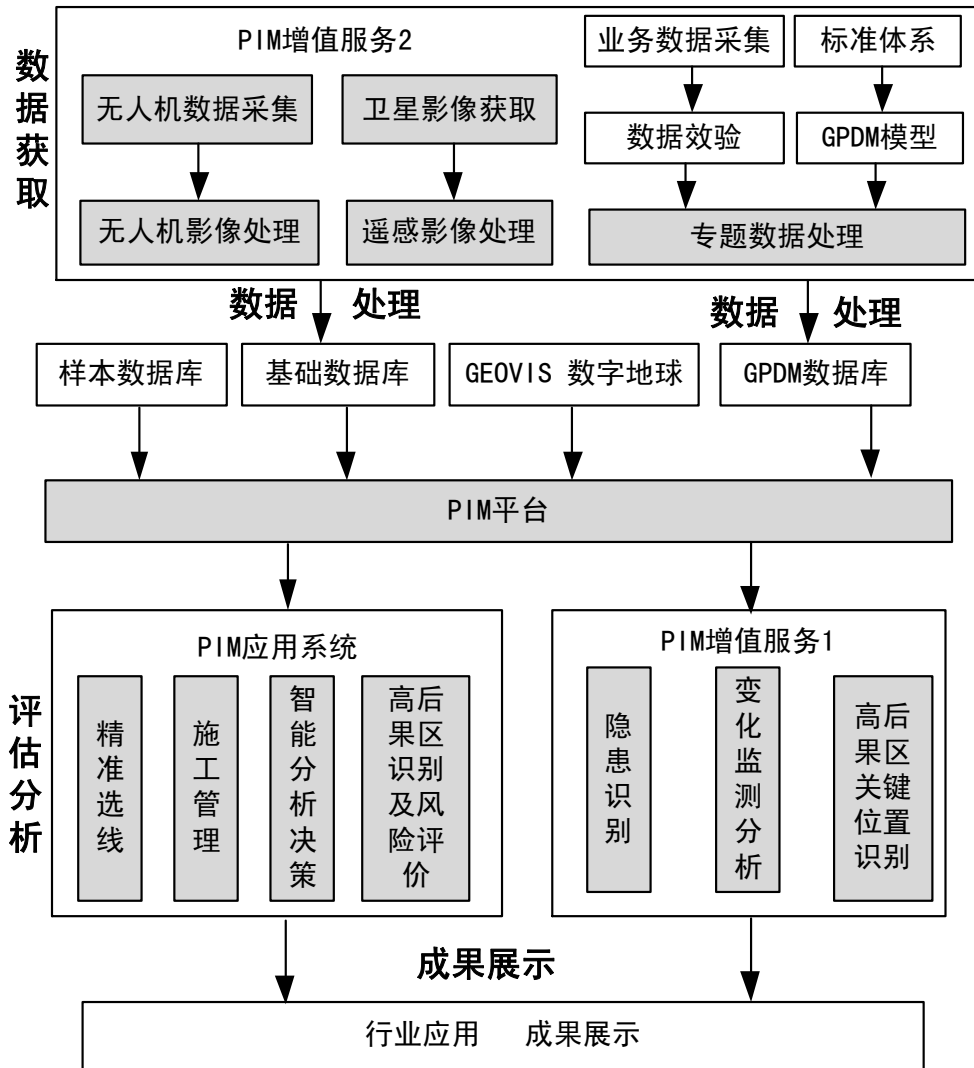 数据获取
PIM增值服务2
业务数据采集
标准体系
无人机数据采集
卫星影像获取
数据效验
GPDM模型
无人机影像处理
遥感影像处理
专题数据处理
数据 处理
数据 处理
样本数据库
基础数据库
GEOVIS 数字地球
GPDM数据库
PIM平台
评估分析
PIM应用系统
精准选线
施工管理
智能分析决策
高后
果区
识别
及风
险评
价
PIM增值服务1
隐患识别
变化监测分析
高后
果区
关键
位置
识别
成果展示
行业应用 成果展示